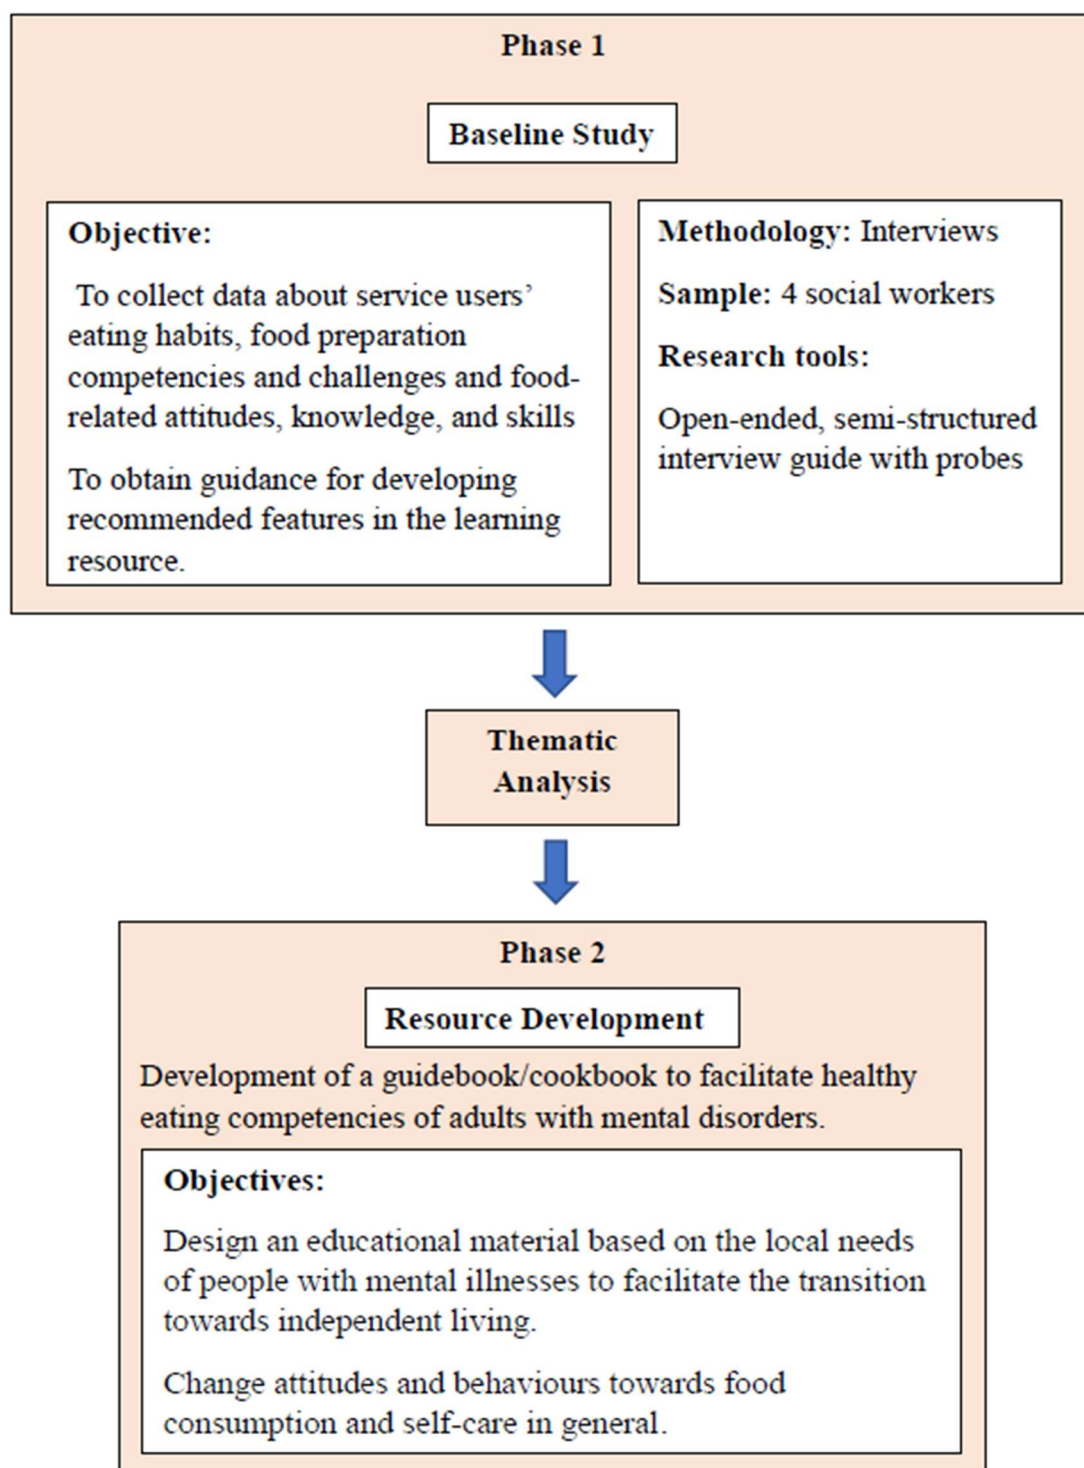 Phase 1
Baseline Study
Objective:
To collect data about service users’
eating habits, food preparation
competencies and challenges and food-
related attitudes, knowledge, and skills
To obtain guidance for developing
recommended features in the learning
resource.
Methodology: Interviews
Sample: 4 social workers
Research tools:
Open-ended, semi-structured
interview guide with probes
Thematic
Analysis
Phase 2
Resource Development
Development of a guidebook/cookbook to facilitate healthy
eating competencies of adults with mental disorders.
Objectives:
Design an educational material based on the local needs
of people with mental illnesses to facilitate the transition
towards independent living.
Change attitudes and behaviours towards food
consumption and self-care in general.